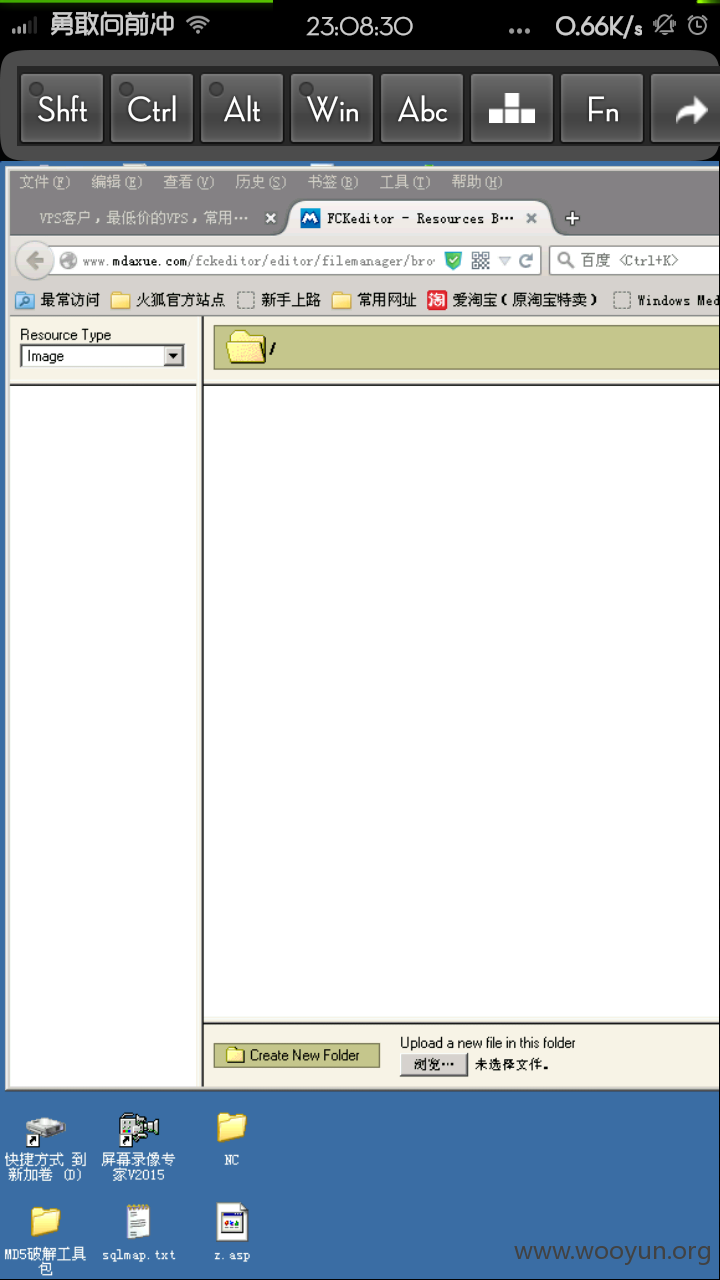 勇敢向前冲 23:08:30 ... 0.66K/s
Shft Ctrl Alt Win Abc Fn
文件(F) 编辑(E) 查看(V) 历史(S) 书签(B) 工具(T) 帮助(H)
VPS客户，最低价的VPS，常用… FCKeditor - Resources B…
www.mdaxue.com/fckeditor/editor/filemanager/bro 百度 <Ctrl+K>
最常访问 火狐官方站点 新手上路 常用网址 淘 爱淘宝（原淘宝特卖） Windows Med
Resource Type
Image
/
Create New Folder
Upload a new file in this folder
浏览… 未选择文件。
快捷方式 到
新加卷 (D)
屏幕录像专
家V2015
NC
MD5破解工具
包
sqlmap.txt
z.asp
www.wooyun.org